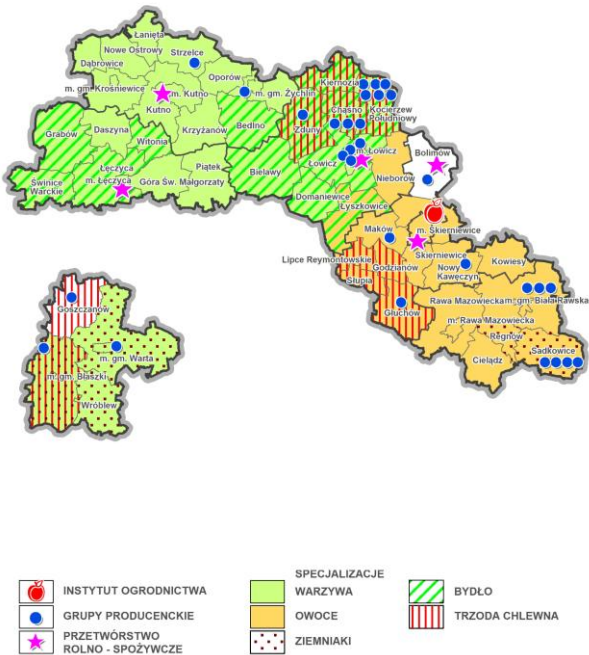 Łanięta
Nowe Ostrowy
Strzelce
Dąbrowice
Oporów
m. gm. Krośniewice
m. Kutno
m. gm. Żychlin
Kutno
Kiernozia
Chąśno
Kocierzew
Południowy
Bedlno
Zduny
Daszyna
Krzyżanów
Grabów
Witonia
m. Łowicz
Bolimów
Łęczyca
Piątek
Łowicz
Bielawy
Nieborów
m. Łęczyca
Góra Św. Małgorzaty
Świnice
Warckie
Domaniewice
Łyszkowice
Maków
m. Skierniewice
Skierniewice
Lipce Reymontowskie
Godzianów
Nowy
Kawęczyn
Kowiesy
Słupia
Głuchów
Rawa Mazowiecka
m. gm. Biała Rawska
m. Rawa Mazowiecka
Regnów
Sadkowice
Cielądz
Goszczanów
m. gm. Warta
m. gm. Błaszki
Wróblew
SPECJALIZACJE
INSTYTUT OGRODNICTWA
WARZYWA
BYDŁO
GRUPY PRODUCENCKIE
OWOCE
TRZODA CHLEWNA
PRZETWÓRSTWO
ROLNO - SPOŻYWCZE
ZIEMNIAKI